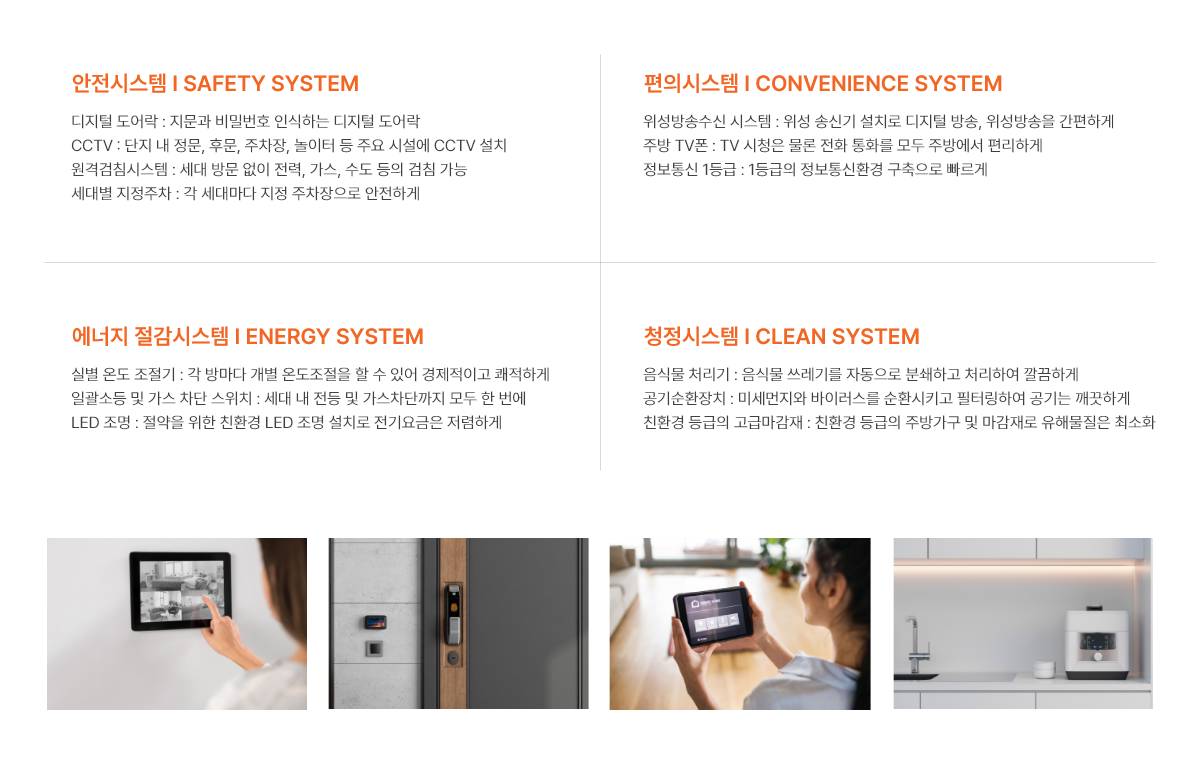 안전시스템 I SAFETY SYSTEM
디지털 도어락 : 지문과 비밀번호 인식하는 디지털 도어락
CCTV : 단지 내 정문, 후문, 주차장, 놀이터 등 주요 시설에 CCTV 설치
원격검침시스템 : 세대 방문 없이 전력, 가스, 수도 등의 검침 가능
세대별 지정주차 : 각 세대마다 지정 주차장으로 안전하게
편의시스템 I CONVENIENCE SYSTEM
위성방송수신 시스템 : 위성 송신기 설치로 디지털 방송, 위성방송을 간편하게
주방 TV폰 : TV 시청은 물론 전화 통화를 모두 주방에서 편리하게
정보통신 1등급 : 1등급의 정보통신환경 구축으로 빠르게
에너지 절감시스템 I ENERGY SYSTEM
실별 온도 조절기 : 각 방마다 개별 온도조절을 할 수 있어 경제적이고 쾌적하게
일괄소등 및 가스 차단 스위치 : 세대 내 전등 및 가스차단까지 모두 한 번에
LED 조명 : 절약을 위한 친환경 LED 조명 설치로 전기요금은 저렴하게
청정시스템 I CLEAN SYSTEM
음식물 처리기 : 음식물 쓰레기를 자동으로 분쇄하고 처리하여 깔끔하게
공기순환장치 : 미세먼지와 바이러스를 순환시키고 필터링하여 공기는 깨끗하게
친환경 등급의 고급마감재 : 친환경 등급의 주방가구 및 마감재로 유해물질은 최소화